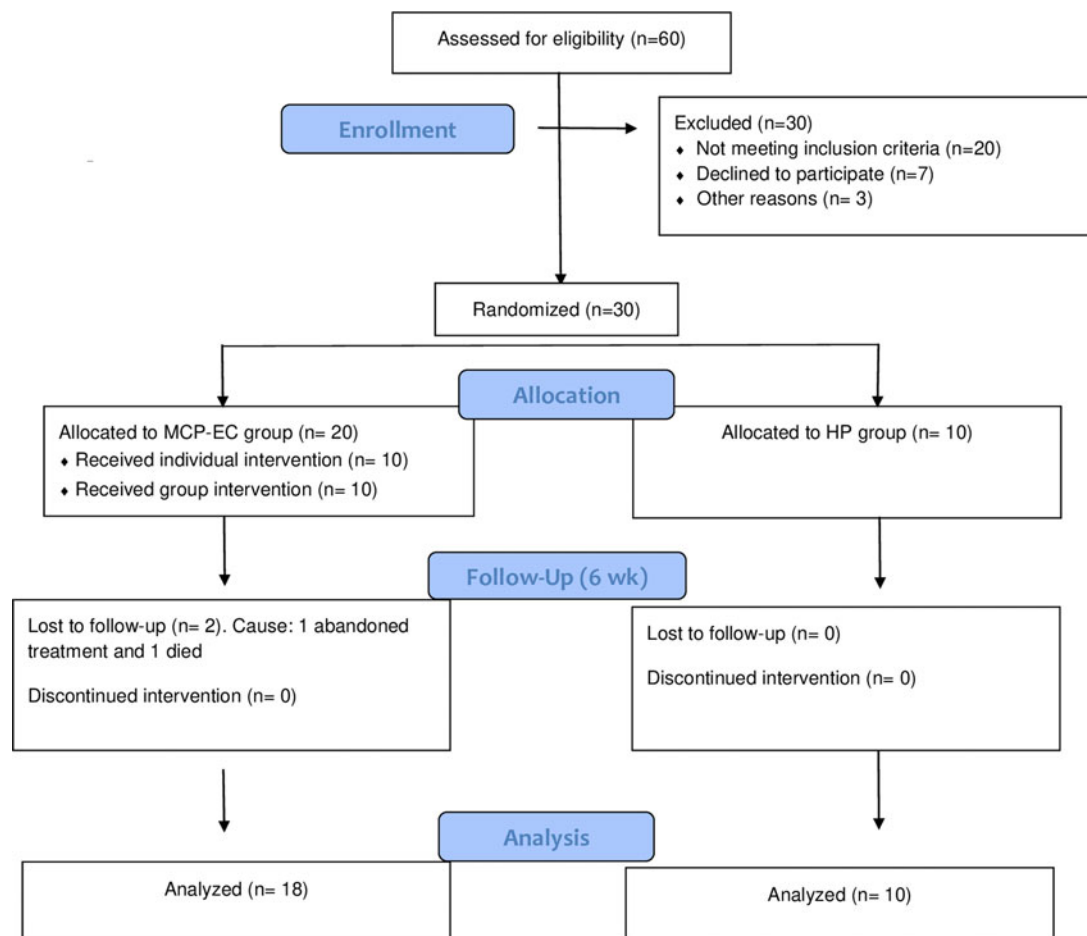 Assessed for eligibility (n=60)
Enrollment
Excluded (n=30)
♦ Not meeting inclusion criteria (n=20)
♦ Declined to participate (n=7)
♦ Other reasons (n= 3)
Randomized (n=30)
Allocation
Allocated to MCP-EC group (n= 20)
♦ Received individual intervention (n= 10)
♦ Received group intervention (n= 10)
Allocated to HP group (n= 10)
Follow-Up (6 wk)
Lost to follow-up (n= 2). Cause: 1 abandoned
treatment and 1 died
Discontinued intervention (n= 0)
Lost to follow-up (n= 0)
Discontinued intervention (n= 0)
Analysis
Analyzed (n= 18)
Analyzed (n= 10)